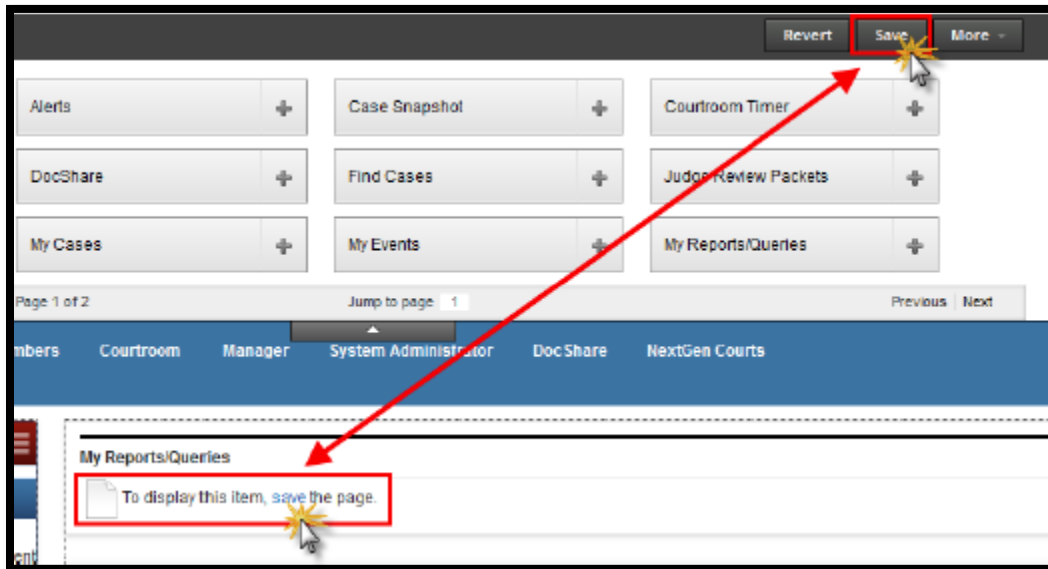 Revert Save More
Alerts Case Snapshot Courtroom Timer
DocShare Find Cases Judge Review Packets
My Cases My Events My Reports/Queries
Page 1 of 2 Jump to page 1 Previous Next
mbers Courtroom Manager System Administrator DocShare NextGen Courts
My Reports/Queries
To display this item, save the page.
ent